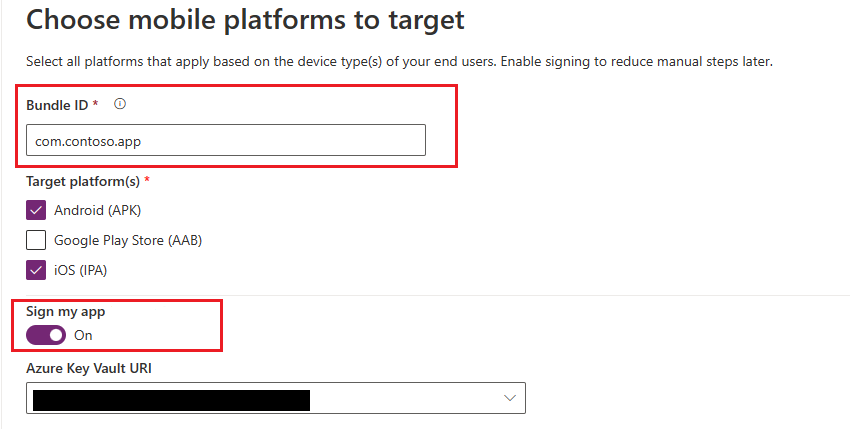 Choose mobile platforms to target
Select all platforms that apply based on the device type(s) of your end users. Enable signing to reduce manual steps later.
Bundle ID *
com.contoso.app
Target platform(s) *
Android (APK)
Google Play Store (AAB)
iOS (IPA)
Sign my app
On
Azure Key Vault URI